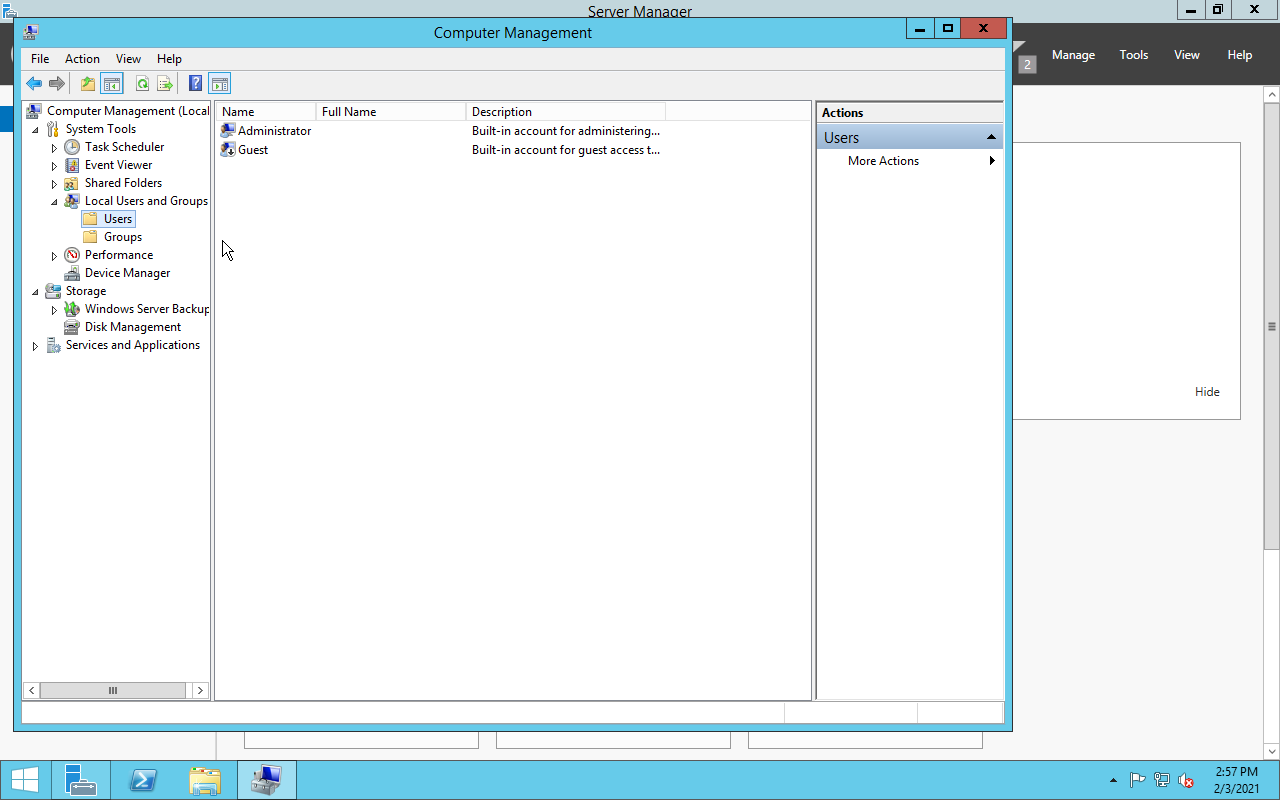 Server Manager
Computer Management
File Action View Help
2 Manage Tools View Help
Computer Management (Local
System Tools
Task Scheduler
Event Viewer
Shared Folders
Local Users and Groups
Users
Groups
Performance
Device Manager
Storage
Windows Server Backup
Disk Management
Services and Applications
Name Full Name Description
Administrator Built-in account for administering...
Guest Built-in account for guest access t...
Actions
Users
More Actions
Hide
2:57 PM
2/3/2021